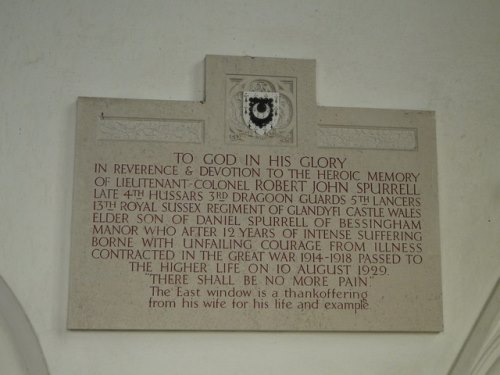 TO GOD IN HIS GLORY
IN REVERENCE & DEVOTION TO THE HEROIC MEMORY
OF LIEUTENANT-COLONEL ROBERT JOHN SPURRELL
LATE 4TH HUSSARS 3RD DRAGOON GUARDS 5TH LANCERS
13TH ROYAL SUSSEX REGIMENT OF GLANDYFI CASTLE WALES
ELDER SON OF DANIEL SPURRELL OF BESSINGHAM
MANOR WHO AFTER 12 YEARS OF INTENSE SUFFERING
BORNE WITH UNFAILING COURAGE FROM ILLNESS
CONTRACTED IN THE GREAT WAR 1914-1918 PASSED TO
THE HIGHER LIFE ON 10 AUGUST 1929.
"THERE SHALL BE NO MORE PAIN."
The East window is a thankoffering
from his wife for his life and example.